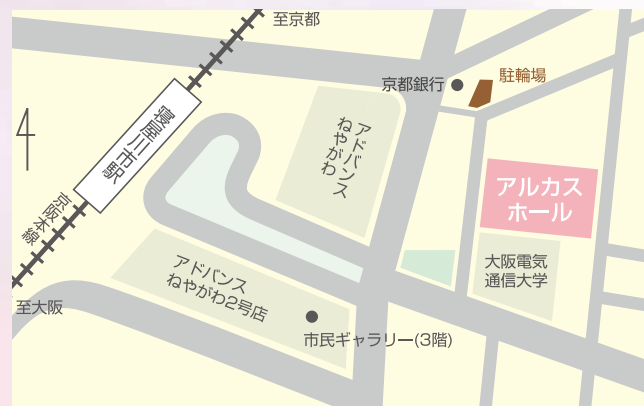 至京都
京都銀行
駐輪場
寝屋川市駅
アドバンス
ねやがわ
アルカス
ホール
京阪本線
大阪電気
通信大学
アドバンス
ねやがわ2号店
至大阪
市民ギャラリー(3階)